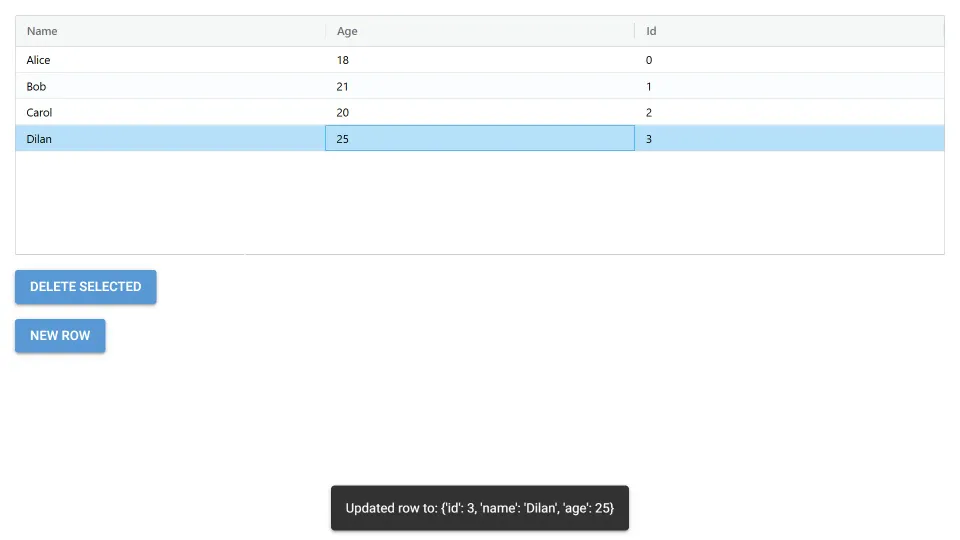 Name Age Id
Alice 18 0
Bob 21 1
Carol 20 2
Dilan 25 3
DELETE SELECTED
NEW ROW
Updated row to: {'id': 3, 'name': 'Dilan', 'age': 25}